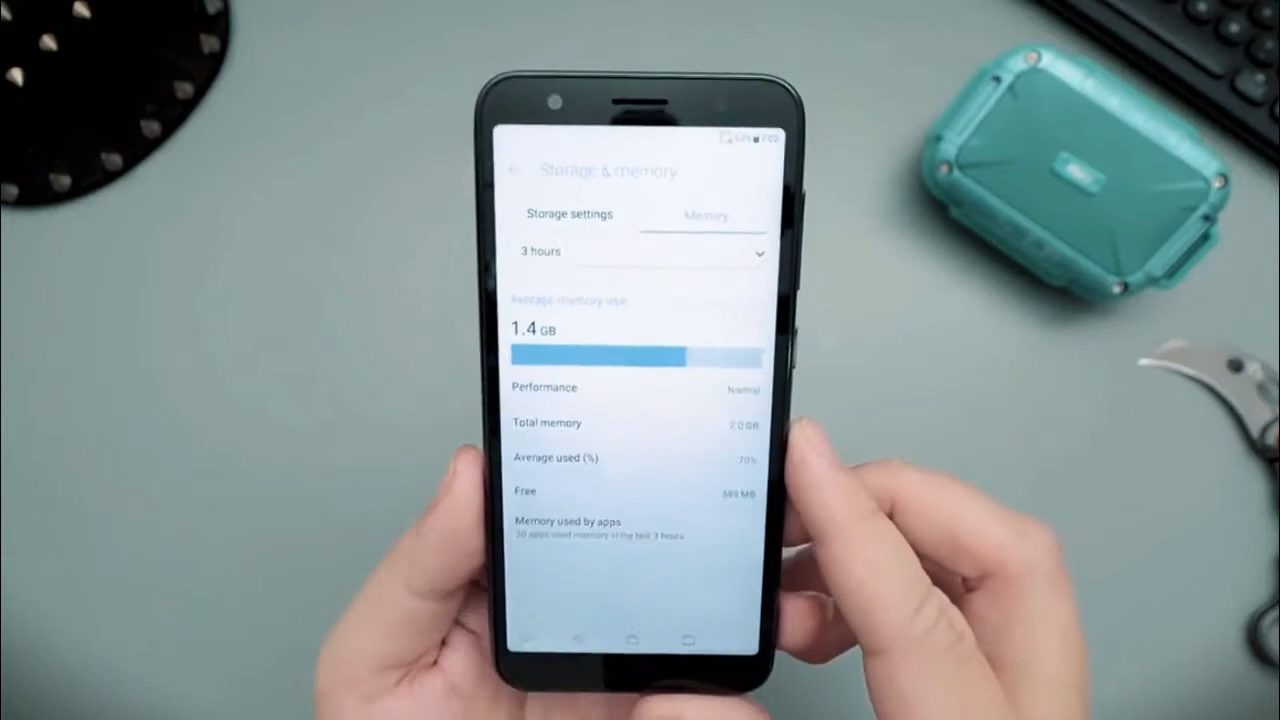 Storage & memory
Storage settings Memory
3 hours
Average memory use
1.4 GB
Performance Normal
Total memory 2.0 GB
Average used (%) 70%
Free 589 MB
Memory used by apps
30 apps used memory in the last 3 hours